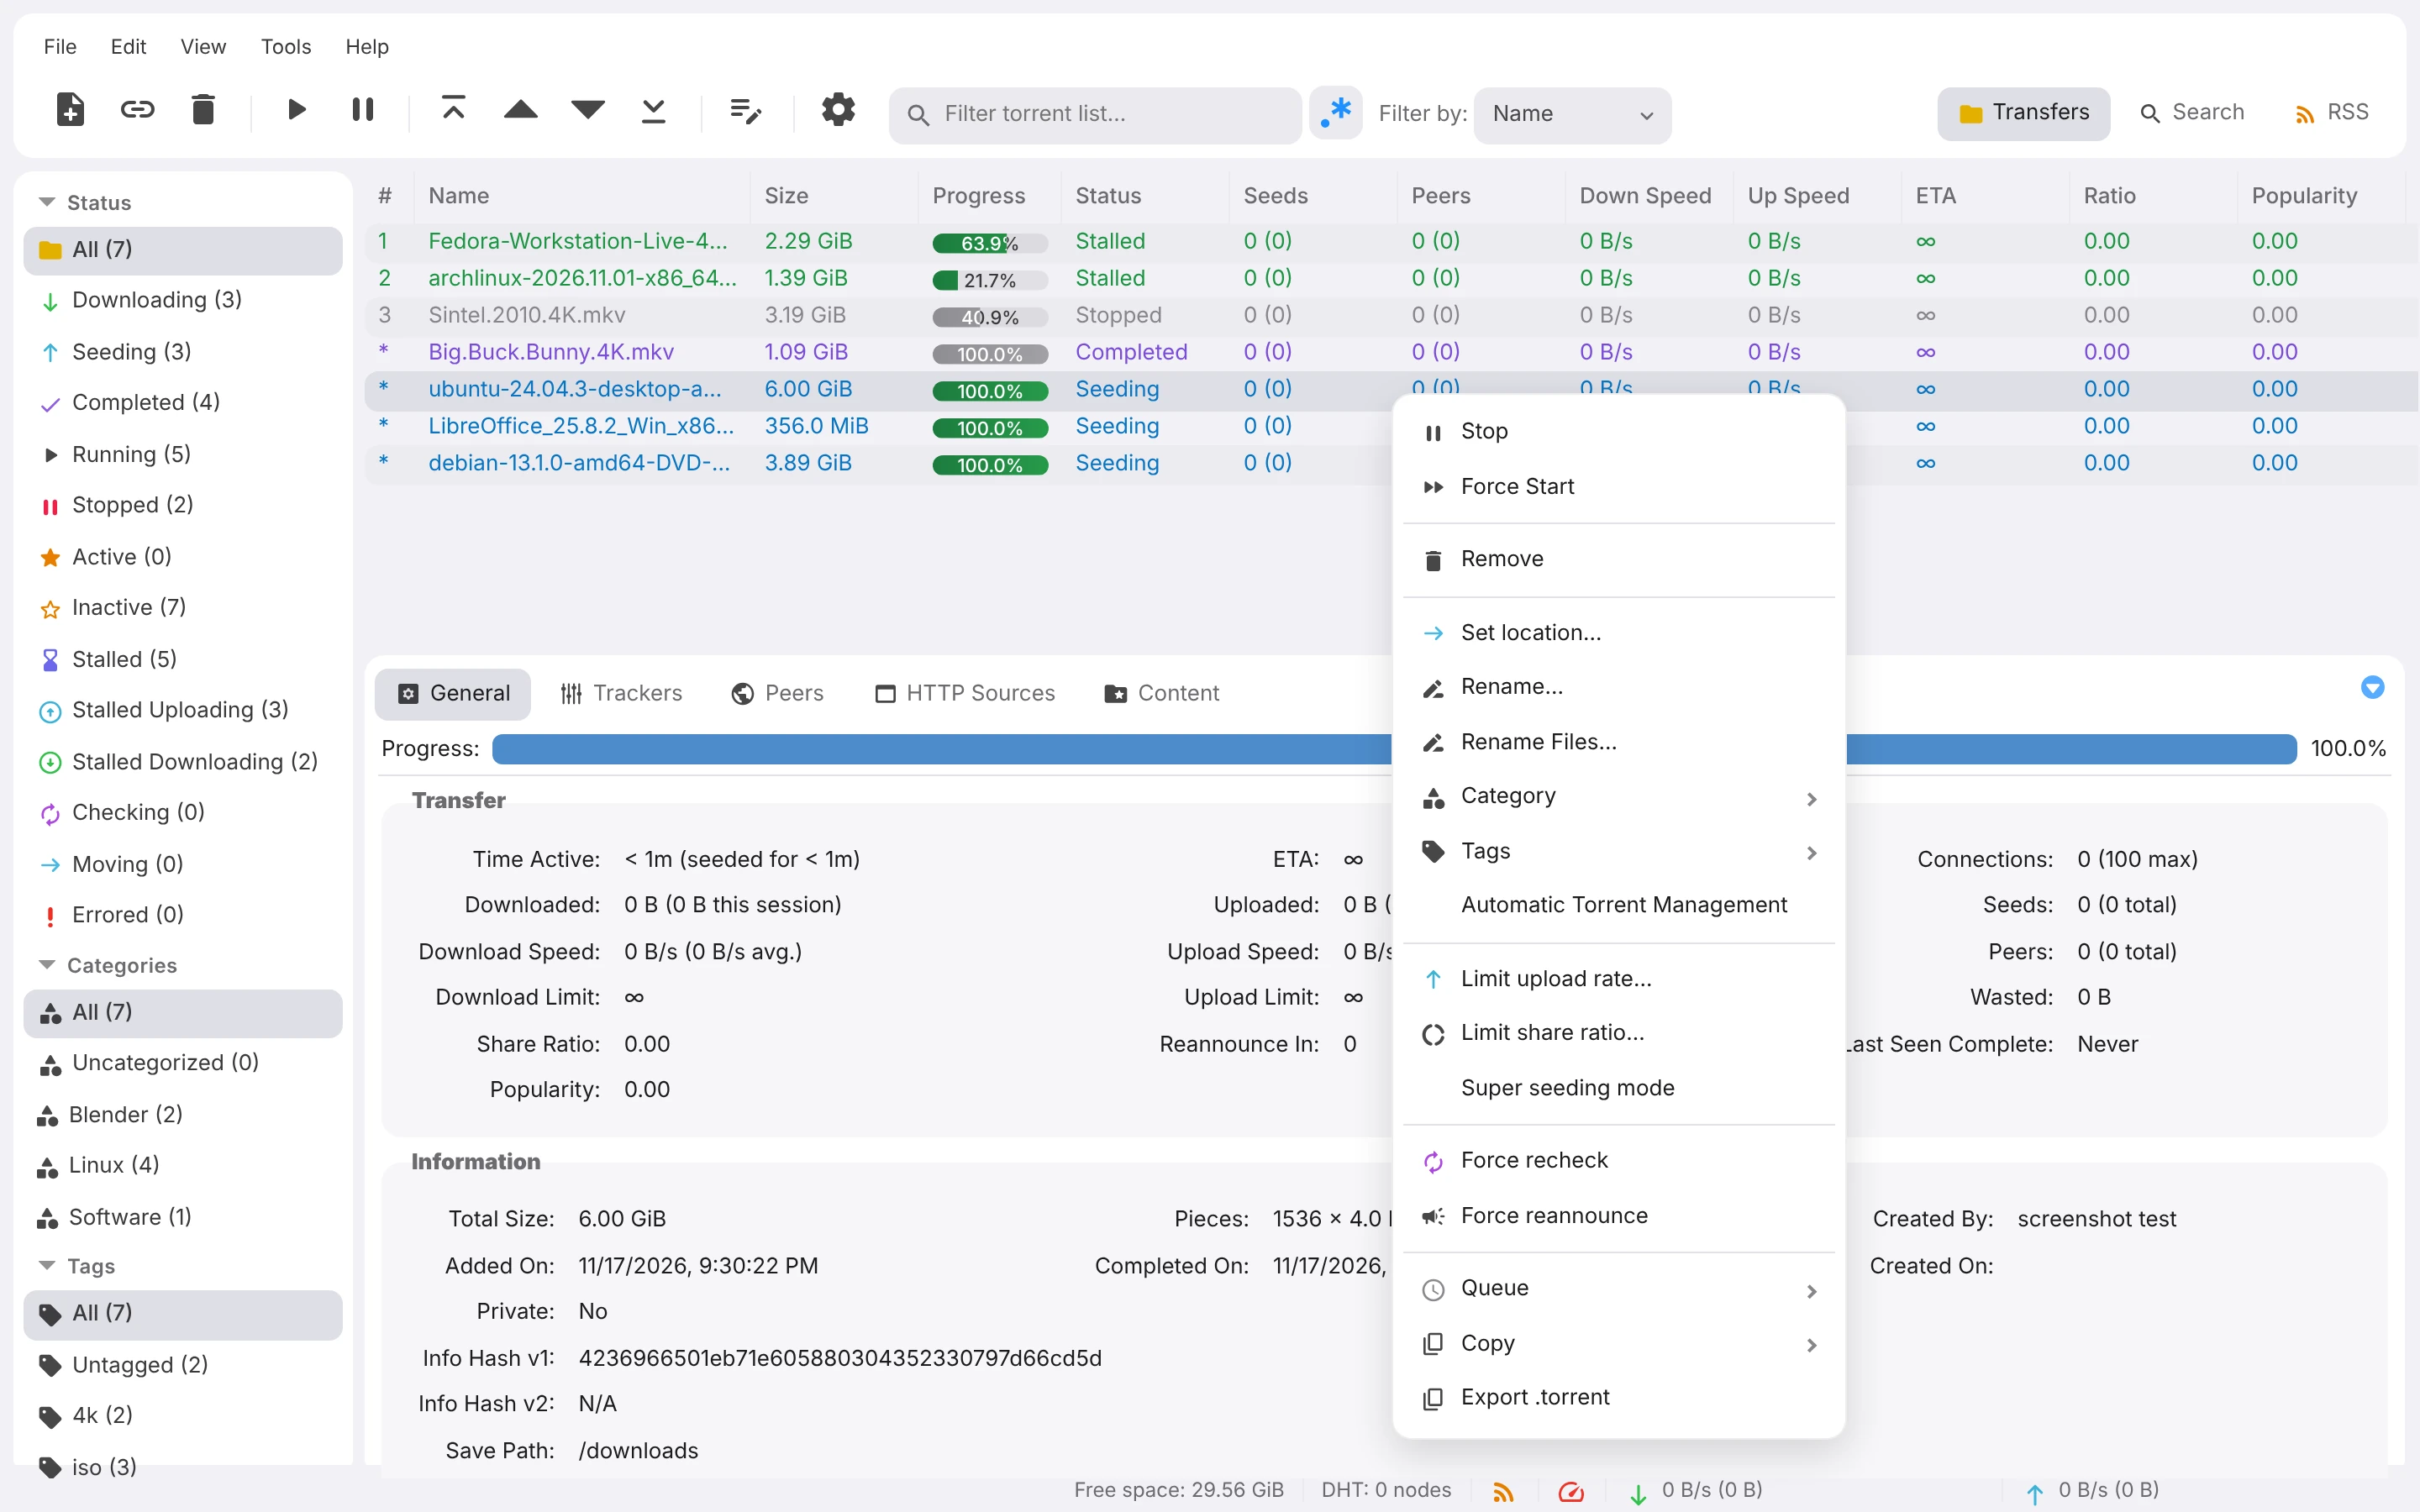 File Edit View Tools Help
Filter torrent list... .* Filter by: Name Transfers Search RSS
Status
All (7)
Downloading (3)
Seeding (3)
Completed (4)
Running (5)
Stopped (2)
Active (0)
Inactive (7)
Stalled (5)
Stalled Uploading (3)
Stalled Downloading (2)
Checking (0)
Moving (0)
Errored (0)
Categories
All (7)
Uncategorized (0)
Blender (2)
Linux (4)
Software (1)
Tags
All (7)
Untagged (2)
4k (2)
iso (3)
# Name Size Progress Status Seeds Peers Down Speed Up Speed ETA Ratio Popularity
1 Fedora-Workstation-Live-4... 2.29 GiB 63.9% Stalled 0 (0) 0 (0) 0 B/s 0 B/s ∞ 0.00 0.00
2 archlinux-2026.11.01-x86_64... 1.39 GiB 21.7% Stalled 0 (0) 0 (0) 0 B/s 0 B/s ∞ 0.00 0.00
3 Sintel.2010.4K.mkv 3.19 GiB 40.9% Stopped 0 (0) 0 (0) 0 B/s 0 B/s ∞ 0.00 0.00
* Big.Buck.Bunny.4K.mkv 1.09 GiB 100.0% Completed 0 (0) 0 (0) 0 B/s 0 B/s ∞ 0.00 0.00
* ubuntu-24.04.3-desktop-a... 6.00 GiB 100.0% Seeding 0 (0) 0 (0) 0 B/s 0 B/s ∞ 0.00 0.00
* LibreOffice_25.8.2_Win_x86... 356.0 MiB 100.0% Seeding 0 (0) ∞ 0.00 0.00
* debian-13.1.0-amd64-DVD-... 3.89 GiB 100.0% Seeding 0 (0) ∞ 0.00 0.00
Stop
Force Start
Remove
Set location...
Rename...
Rename Files...
Category
Tags
Automatic Torrent Management
Limit upload rate...
Limit share ratio...
Super seeding mode
Force recheck
Force reannounce
Queue
Copy
Export .torrent
General Trackers Peers HTTP Sources Content
Progress: 100.0%
Transfer
Time Active: < 1m (seeded for < 1m) ETA: ∞ Connections: 0 (100 max)
Downloaded: 0 B (0 B this session) Uploaded: 0 B ( Seeds: 0 (0 total)
Download Speed: 0 B/s (0 B/s avg.) Upload Speed: 0 B/s Peers: 0 (0 total)
Download Limit: ∞ Upload Limit: ∞ Wasted: 0 B
Share Ratio: 0.00 Reannounce In: 0 Last Seen Complete: Never
Popularity: 0.00
Information
Total Size: 6.00 GiB Pieces: 1536 × 4.0 Created By: screenshot test
Added On: 11/17/2026, 9:30:22 PM Completed On: 11/17/2026, Created On:
Private: No
Info Hash v1: 4236966501eb71e605880304352330797d66cd5d
Info Hash v2: N/A
Save Path: /downloads
Free space: 29.56 GiB DHT: 0 nodes 0 B/s (0 B) 0 B/s (0 B)